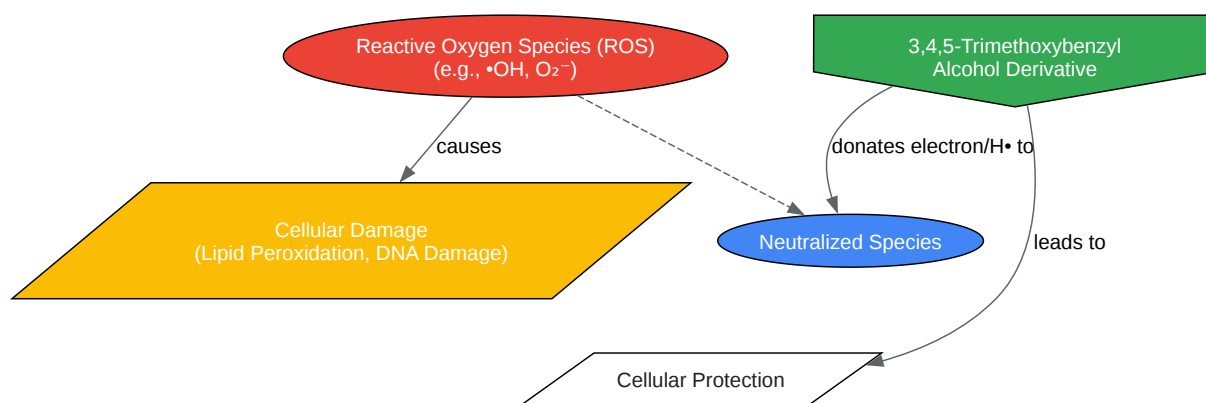 Reactive Oxygen Species (ROS)
(e.g., •OH, O₂⁻)
3,4,5-Trimethoxybenzyl
Alcohol Derivative
causes
donates electron/H• to
Cellular Damage
(Lipid Peroxidation, DNA Damage)
Neutralized Species
leads to
Cellular Protection